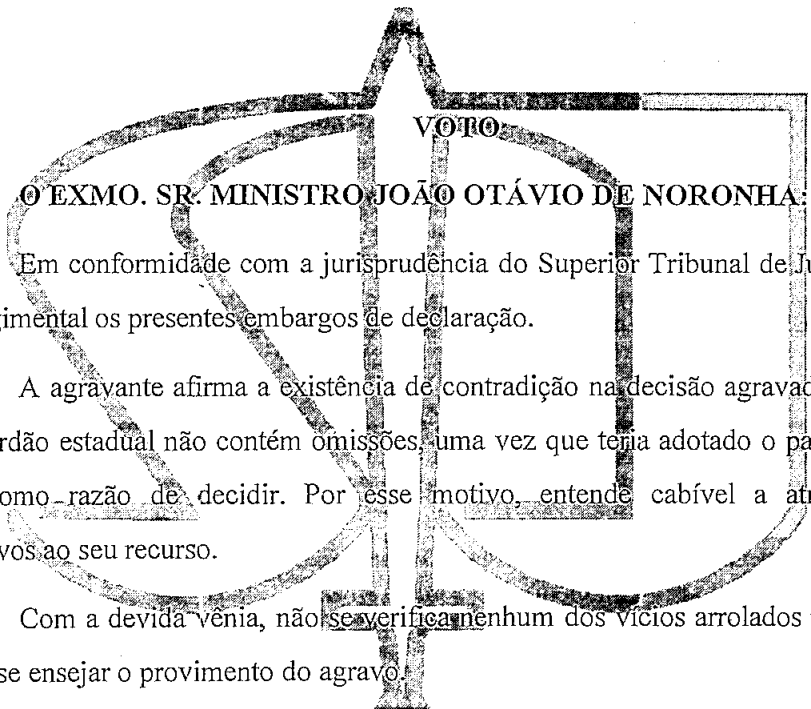 VOTO
O EXMO. SR. MINISTRO JOÃO OTÁVIO DE NORONHA:
Em conformidade com a jurisprudência do Superior Tribunal de
gimental os presentes embargos de declaração.
A agravante afirma a existência de contradição na decisão
rdão estadual não contém omissões, uma vez que teria adotado o
omo razão de decidir. Por esse motivo, entende cabível a
vos ao seu recurso.
Com a devida vênia, não se verifica nenhum dos vícios arrolados
se ensejar o provimento do agravo.